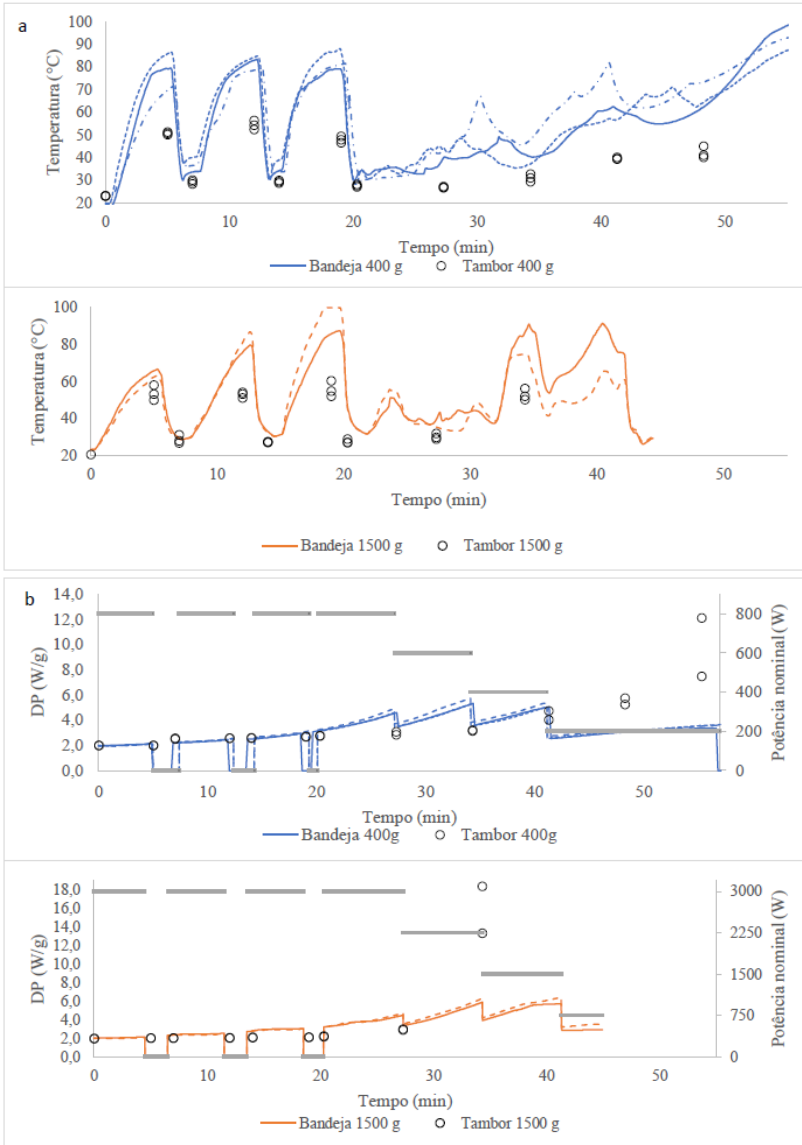 a
Temperatura (°C)
100
90
80
70
60
50
40
30
20
0 10 20 30 40 50
Tempo (min)
Bandeja 400 g Tambor 400 g
Temperatura (°C)
100
80
60
40
20
0 10 20 30 40 50
Tempo (min)
Bandeja 1500 g Tambor 1500 g
b
DP (W/g)
14,0
12,0
10,0
8,0
6,0
4,0
2,0
0,0
800
600
400
200
0
Potência nominal (W)
0 10 20 30 40 50
Tempo (min)
Bandeja 400g Tambor 400g
DP (W/g)
18,0
16,0
14,0
12,0
10,0
8,0
6,0
4,0
2,0
0,0
3000
2250
1500
750
0
Potência nominal (W)
0 10 20 30 40 50
Tempo (min)
Bandeja 1500 g Tambor 1500 g